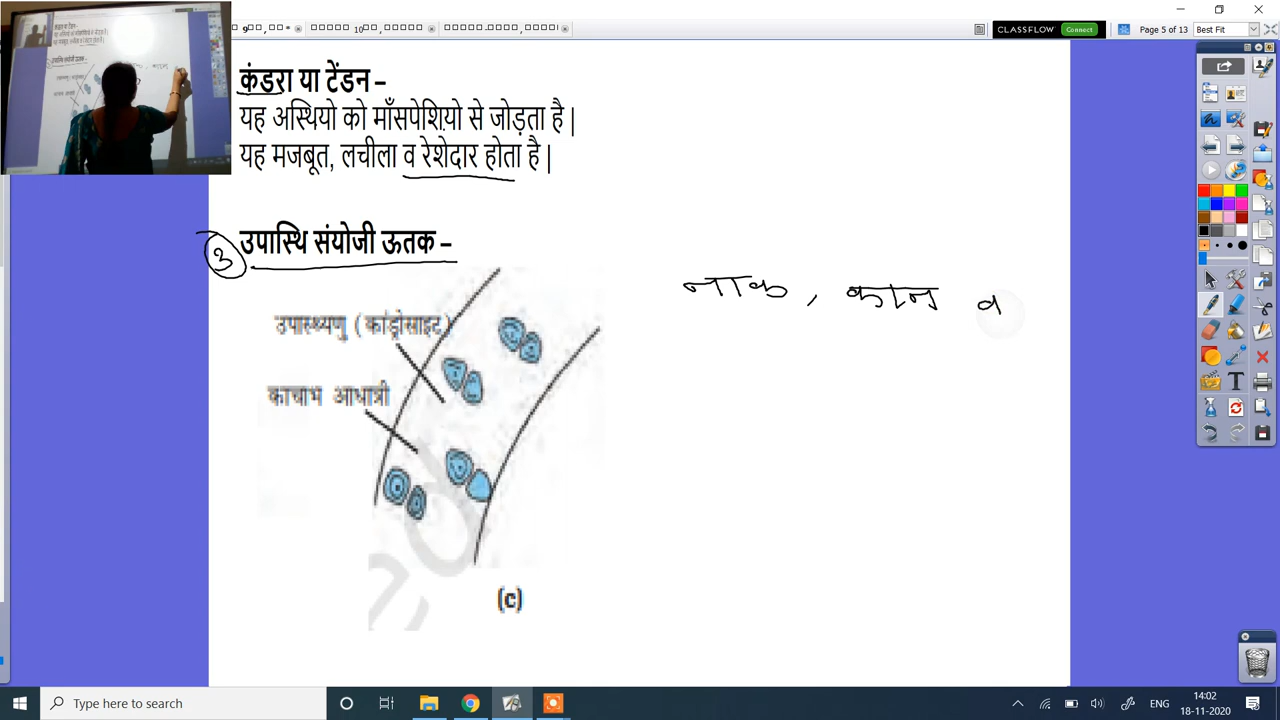 CLASSFLOW Connect Page 5 of 13 Best Fit
कंडरा या टेंडन –
यह अस्थियो को माँसपेशियो से जोड़ता है |
यह मजबूत, लचीला व रेशेदार होता है |
3 उपास्थि संयोजी ऊतक –
नाक, कान व
उपास्थ्यणु (कांड्रोसाइट)
काचाभ आधात्री
(c)
Type here to search
ENG
14:02
18-11-2020